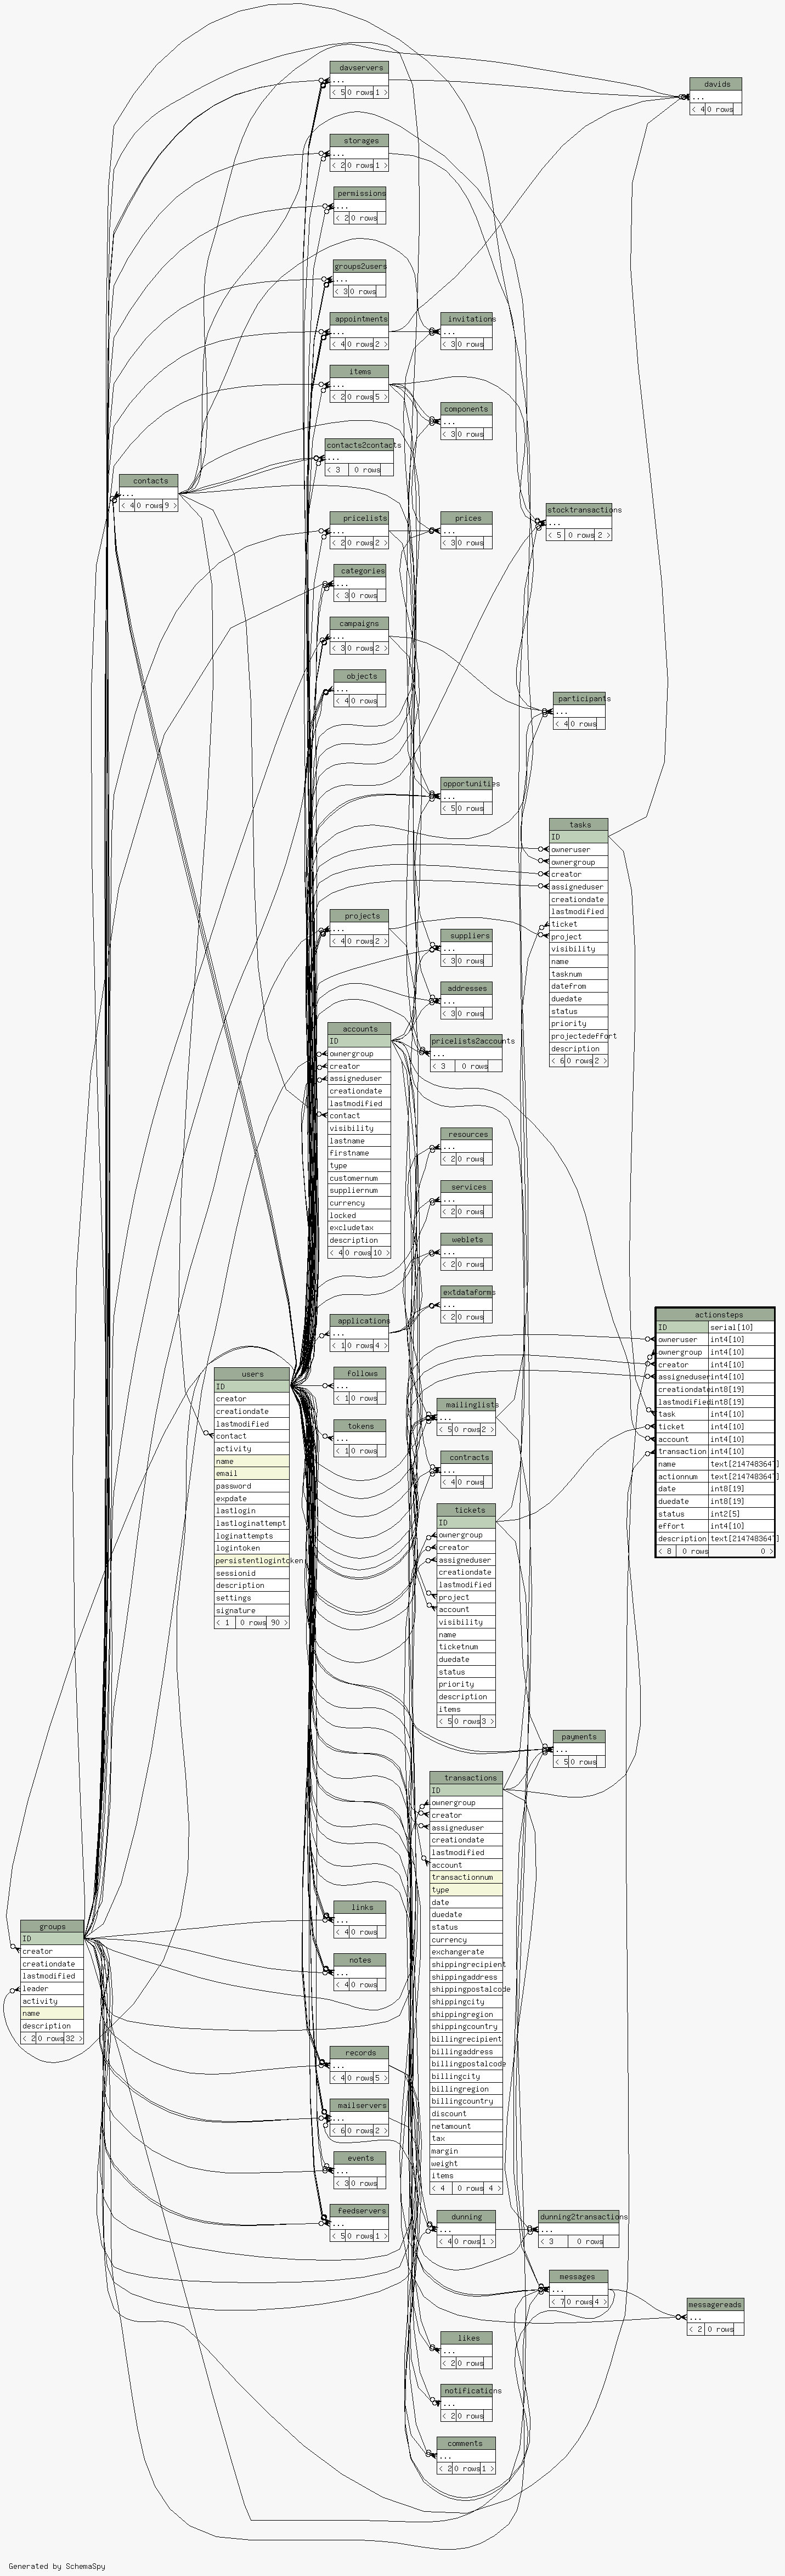 davservers
...
< 5 0 rows 1 >
davids
...
< 4 0 rows
storages
...
< 2 0 rows 1 >
permissions
...
< 2 0 rows
groups2users
...
< 3 0 rows
appointments
...
< 4 0 rows 2 >
invitations
...
< 3 0 rows
items
...
< 2 0 rows 5 >
components
...
< 3 0 rows
contacts2contacts
...
< 3 0 rows
contacts
...
< 4 0 rows 9 >
pricelists
...
< 2 0 rows 2 >
prices
...
< 3 0 rows
stocktransactions
...
< 5 0 rows 2 >
categories
...
< 3 0 rows
campaigns
...
< 3 0 rows 2 >
objects
...
< 4 0 rows
participants
...
< 4 0 rows
opportunities
...
< 5 0 rows
tasks
ID
owneruser
ownergroup
creator
assigneduser
creationdate
lastmodified
ticket
project
visibility
name
tasknum
datefrom
duedate
status
priority
projectedeffort
description
< 6 0 rows 2 >
projects
...
< 4 0 rows 2 >
suppliers
...
< 3 0 rows
addresses
...
< 3 0 rows
pricelists2accounts
...
< 3 0 rows
accounts
ID
ownergroup
creator
assigneduser
creationdate
lastmodified
contact
visibility
lastname
firstname
type
customernum
suppliernum
currency
locked
excludetax
description
< 4 0 rows 10 >
resources
...
< 2 0 rows
services
...
< 2 0 rows
weblets
...
< 2 0 rows
extdataforms
...
< 2 0 rows
applications
...
< 1 0 rows 4 >
actionsteps
ID serial[10]
owneruser int4[10]
ownergroup int4[10]
creator int4[10]
assigneduser int4[10]
creationdate int8[19]
lastmodified int8[19]
task int4[10]
ticket int4[10]
account int4[10]
transaction int4[10]
name text[2147483647]
actionnum text[2147483647]
date int8[19]
duedate int8[19]
status int2[5]
effort int4[10]
description text[2147483647]
< 8 0 rows 0 >
users
ID
creator
creationdate
lastmodified
contact
activity
name
email
password
expdate
lastlogin
lastloginattempt
loginattempts
logintoken
persistentlogintoken
sessionid
description
settings
signature
< 1 0 rows 90 >
follows
...
< 1 0 rows
tokens
...
< 1 0 rows
mailinglists
...
< 5 0 rows 2 >
contracts
...
< 4 0 rows
tickets
ID
ownergroup
creator
assigneduser
creationdate
lastmodified
project
account
visibility
name
ticketnum
duedate
status
priority
description
items
< 5 0 rows 3 >
payments
...
< 5 0 rows
transactions
ID
ownergroup
creator
assigneduser
creationdate
lastmodified
account
transactionnum
type
date
duedate
status
currency
exchangerate
shippingrecipient
shippingaddress
shippingpostalcode
shippingcity
shippingregion
shippingcountry
billingrecipient
billingaddress
billingpostalcode
billingcity
billingregion
billingcountry
discount
netamount
tax
margin
weight
items
< 4 0 rows 4 >
groups
ID
creator
creationdate
lastmodified
leader
activity
name
description
< 2 0 rows 32 >
links
...
< 4 0 rows
notes
...
< 4 0 rows
records
...
< 4 0 rows 5 >
mailservers
...
< 6 0 rows 2 >
events
...
< 3 0 rows
feedservers
...
< 5 0 rows 1 >
dunning
...
< 4 0 rows 1 >
dunning2transactions
...
< 3 0 rows
messages
...
< 7 0 rows 4 >
messagereads
...
< 2 0 rows
likes
...
< 2 0 rows
notifications
...
< 2 0 rows
comments
...
< 2 0 rows 1 >
Generated by SchemaSpy